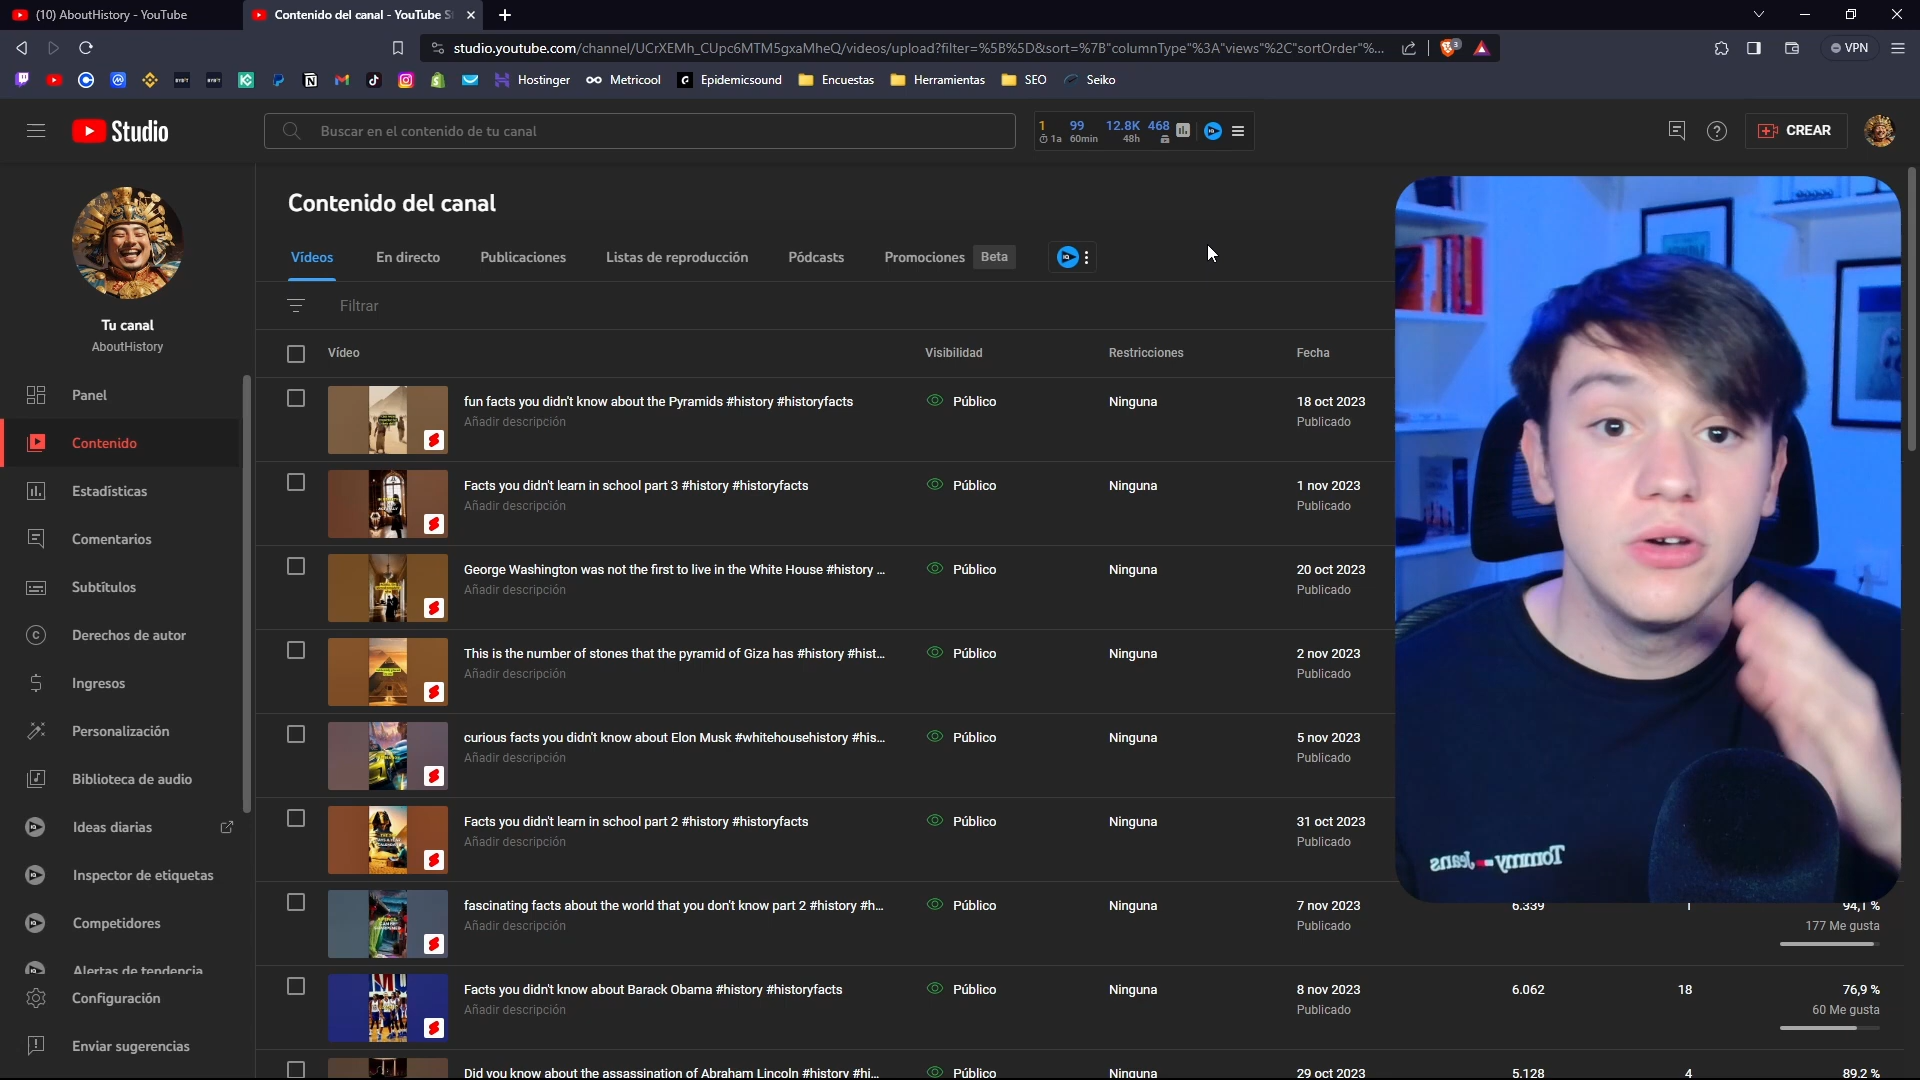 (10) AboutHistory - YouTube
Contenido del canal - YouTube S
studio.youtube.com/channel/UCrXEMh_CUpc6MTM5gxaMheQ/videos/upload?filter=%5B%5D&sort=%7B"columnType"%3A"views"%2C"sortOrder"%...
VPN
Hostinger
Metricool
Epidemicsound
Encuestas
Herramientas
SEO
Seiko
Studio
Buscar en el contenido de tu canal
1 99 12.8K 468
1a 60min 48h
CREAR
Tu canal
AboutHistory
Panel
Contenido
Estadísticas
Comentarios
Subtítulos
Derechos de autor
Ingresos
Personalización
Biblioteca de audio
Ideas diarias
Inspector de etiquetas
Competidores
Alertas de tendencia
Configuración
Enviar sugerencias
Contenido del canal
Vídeos
En directo
Publicaciones
Listas de reproducción
Pódcasts
Promociones
Beta
Filtrar
Vídeo Visibilidad Restricciones Fecha
fun facts you didn't know about the Pyramids #history #historyfacts Público Ninguna 18 oct 2023
Añadir descripción Publicado
Facts you didn't learn in school part 3 #history #historyfacts Público Ninguna 1 nov 2023
Añadir descripción Publicado
George Washington was not the first to live in the White House #history ... Público Ninguna 20 oct 2023
Añadir descripción Publicado
This is the number of stones that the pyramid of Giza has #history #hist... Público Ninguna 2 nov 2023
Añadir descripción Publicado
curious facts you didn't know about Elon Musk #whitehousehistory #his... Público Ninguna 5 nov 2023
Añadir descripción Publicado
Facts you didn't learn in school part 2 #history #historyfacts Público Ninguna 31 oct 2023
Añadir descripción Publicado
fascinating facts about the world that you don't know part 2 #history #h... Público Ninguna 7 nov 2023 6.339 1 94,1 %
Añadir descripción Publicado 177 Me gusta
Facts you didn't know about Barack Obama #history #historyfacts Público Ninguna 8 nov 2023 6.062 18 76,9 %
Añadir descripción Publicado 60 Me gusta
Did you know about the assassination of Abraham Lincoln #history #hi... Público Ninguna 29 oct 2023 5.128 4 89,2 %
Tommy Jeans